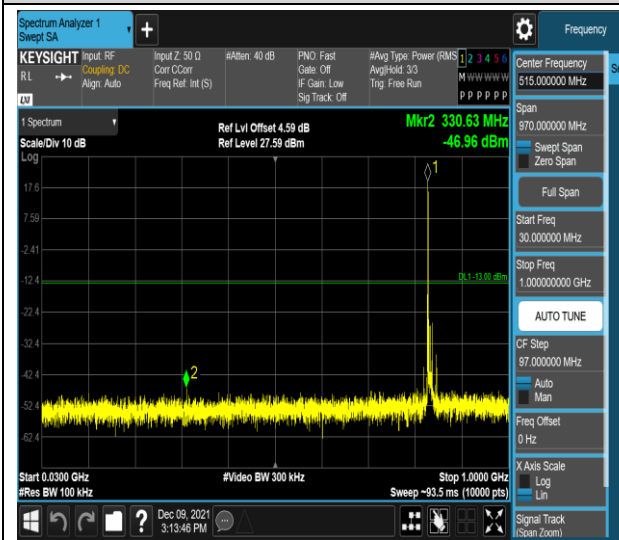 Spectrum Analyzer 1
Swept SA
Frequency
KEYSIGHT
R L
LXI
Input: RF
Coupling: DC
Align: Auto
Input Z: 50 Ω
Corr CCorr
Freq Ref: Int (S)
#Atten: 40 dB
PNO: Fast
Gate: Off
IF Gain: Low
Sig Track: Off
#Avg Type: Power (RMS
Avg|Hold: 3/3
Trig: Free Run
1 2 3 4 5 6
M W W W W W
P P P P P P
1 Spectrum
Scale/Div 10 dB
Log
Ref Lvl Offset 4.59 dB
Ref Level 27.59 dBm
Mkr2 330.63 MHz
-46.96 dBm
1
17.6
7.59
-2.41
-12.4
DL1 -13.00 dBm
-22.4
-32.4
-42.4
2
-52.4
-62.4
Start 0.0300 GHz
#Res BW 100 kHz
#Video BW 300 kHz
Stop 1.0000 GHz
Sweep ~93.5 ms (10000 pts)
Dec 09, 2021
3:13:46 PM
Center Frequency
515.000000 MHz
Span
970.000000 MHz
Swept Span
Zero Span
Full Span
Start Freq
30.000000 MHz
Stop Freq
1.000000000 GHz
AUTO TUNE
CF Step
97.000000 MHz
Auto
Man
Freq Offset
0 Hz
X Axis Scale
Log
Lin
Signal Track
(Span Zoom)